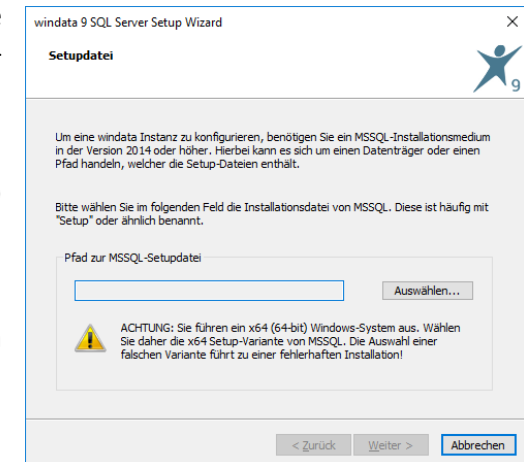 windata 9 SQL Server Setup Wizard
Setupdatei
9
Um eine windata Instanz zu konfigurieren, benötigen Sie ein MSSQL-Installationsmedium
in der Version 2014 oder höher. Hierbei kann es sich um einen Datenträger oder einen
Pfad handeln, welcher die Setup-Dateien enthält.
Bitte wählen Sie im folgenden Feld die Installationsdatei von MSSQL. Diese ist häufig mit
"Setup" oder ähnlich benannt.
Pfad zur MSSQL-Setupdatei
Auswählen...
ACHTUNG: Sie führen ein x64 (64-bit) Windows-System aus. Wählen
Sie daher die x64 Setup-Variante von MSSQL. Die Auswahl einer
falschen Variante führt zu einer fehlerhaften Installation!
< Zurück Weiter > Abbrechen